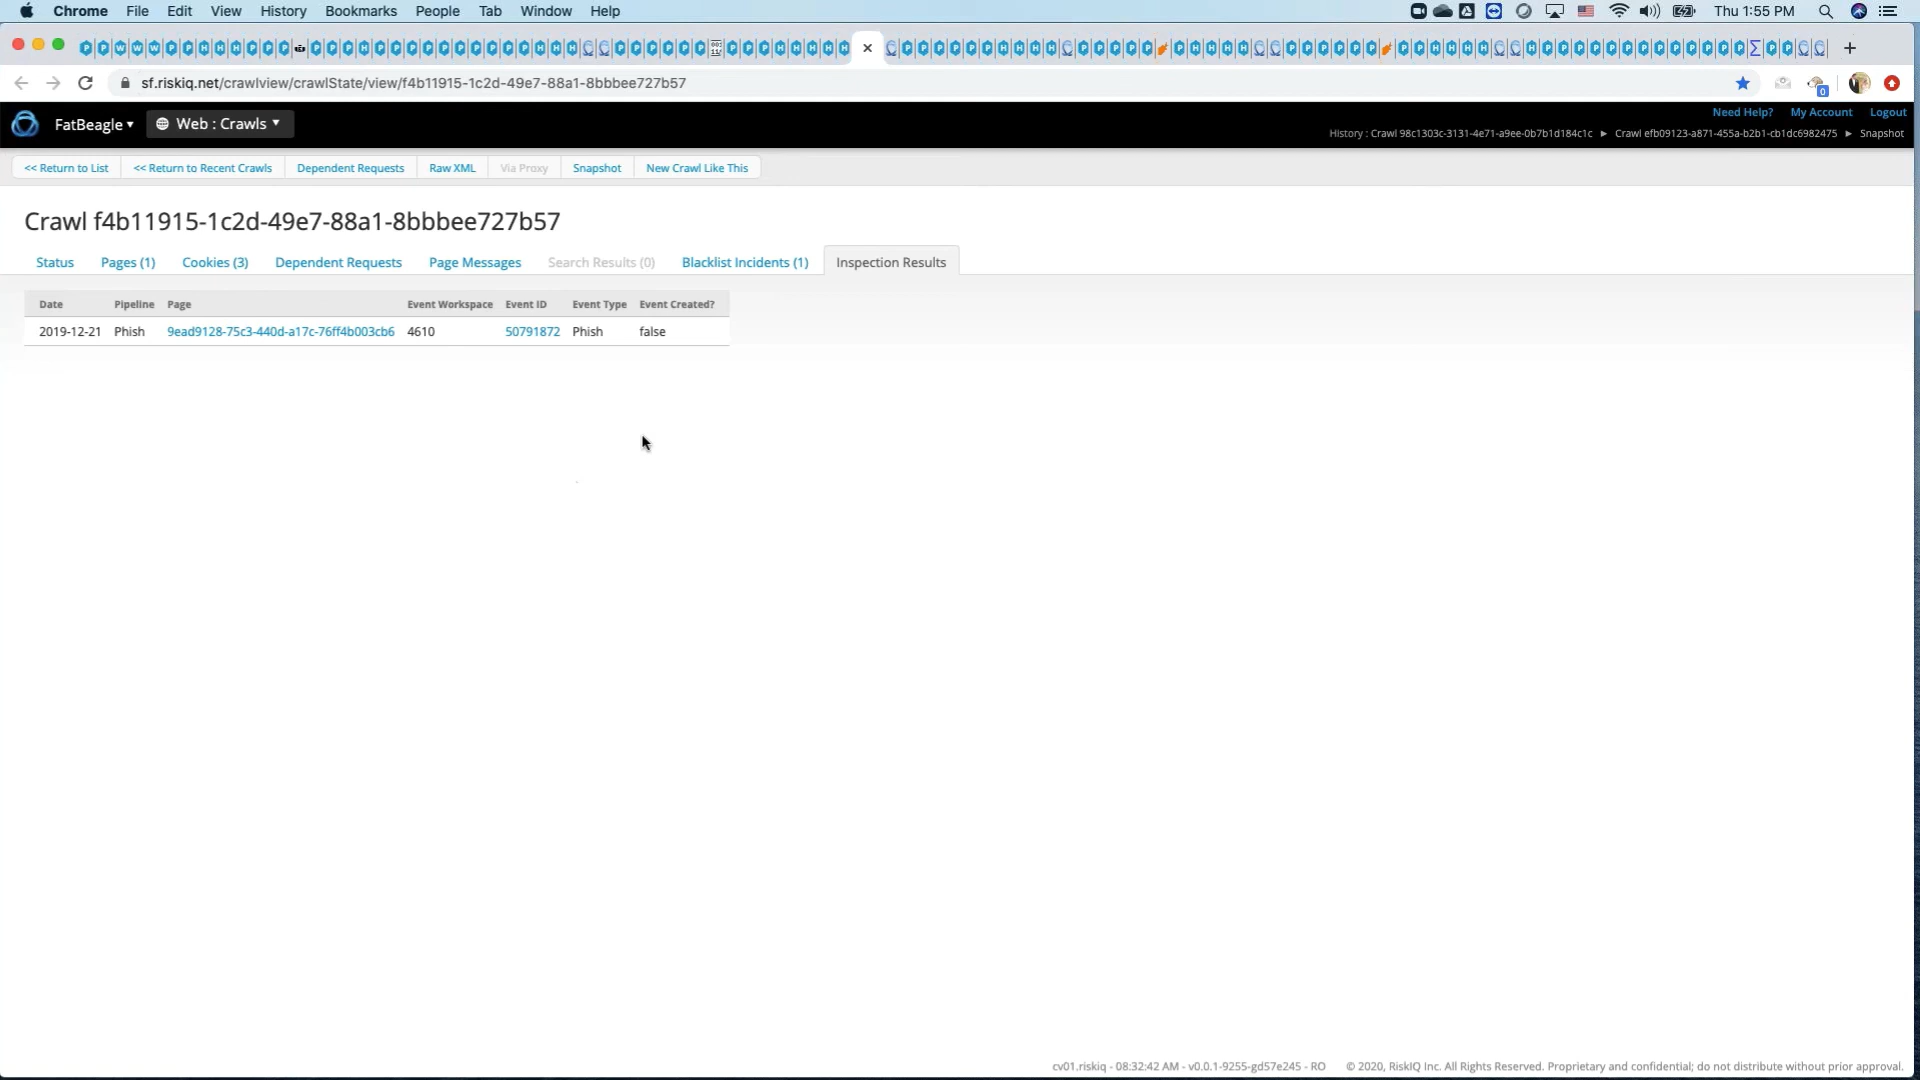 Chrome File Edit View History Bookmarks People Tab Window Help Thu 1:55 PM
sf.riskiq.net/crawlview/crawlState/view/f4b11915-1c2d-49e7-88a1-8bbbee727b57
0
Need Help? My Account Logout
FatBeagle Web : Crawls
History : Crawl 98c1303c-3131-4e71-a9ee-0b7b1d184c1c ► Crawl efb09123-a871-455a-b2b1-cb1dc6982475 ► Snapshot
<< Return to List << Return to Recent Crawls Dependent Requests Raw XML Via Proxy Snapshot New Crawl Like This
Crawl f4b11915-1c2d-49e7-88a1-8bbbee727b57
Status Pages (1) Cookies (3) Dependent Requests Page Messages Search Results (0) Blacklist Incidents (1) Inspection Results
Date Pipeline Page Event Workspace Event ID Event Type Event Created?
2019-12-21 Phish 9ead9128-75c3-440d-a17c-76ff4b003cb6 4610 50791872 Phish false
cv01.riskiq - 08:32:42 AM - v0.0.1-9255-gd57e245 - RO © 2020, RiskIQ Inc. All Rights Reserved. Proprietary and confidential; do not distribute without prior approval.